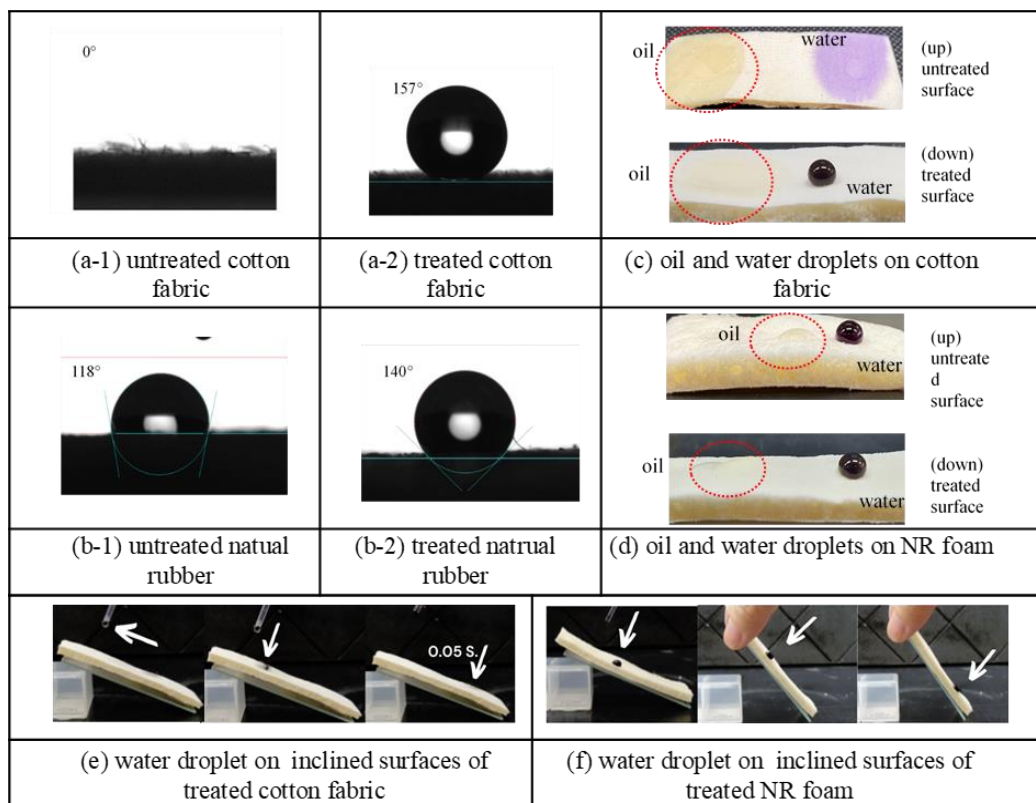 0°
157°
oil
water
(up)
untreated
surface
oil
water
(down)
treated
surface
(a-1) untreated cotton
fabric
(a-2) treated cotton
fabric
(c) oil and water droplets on cotton
fabric
118°
140°
oil
water
(up)
untreate
d
surface
oil
water
(down)
treated
surface
(b-1) untreated natual
rubber
(b-2) treated natrual
rubber
(d) oil and water droplets on NR foam
0.05 S.
(e) water droplet on inclined surfaces of
treated cotton fabric
(f) water droplet on inclined surfaces of
treated NR foam